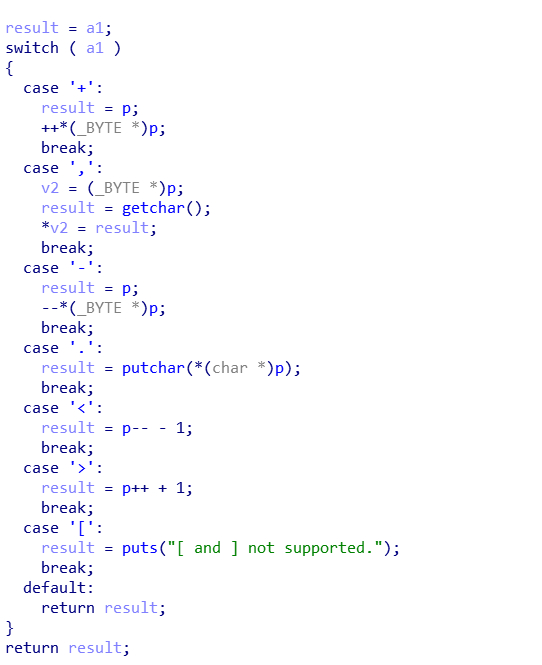 result = a1;
switch ( a1 )
{
  case '+':
    result = p;
    ++*(_BYTE *)p;
    break;
  case ',':
    v2 = (_BYTE *)p;
    result = getchar();
    *v2 = result;
    break;
  case '-':
    result = p;
    --*(_BYTE *)p;
    break;
  case '.':
    result = putchar(*(char *)p);
    break;
  case '<':
    result = p-- - 1;
    break;
  case '>':
    result = p++ + 1;
    break;
  case '[':
    result = puts("[ and ] not supported.");
    break;
  default:
    return result;
}
return result;